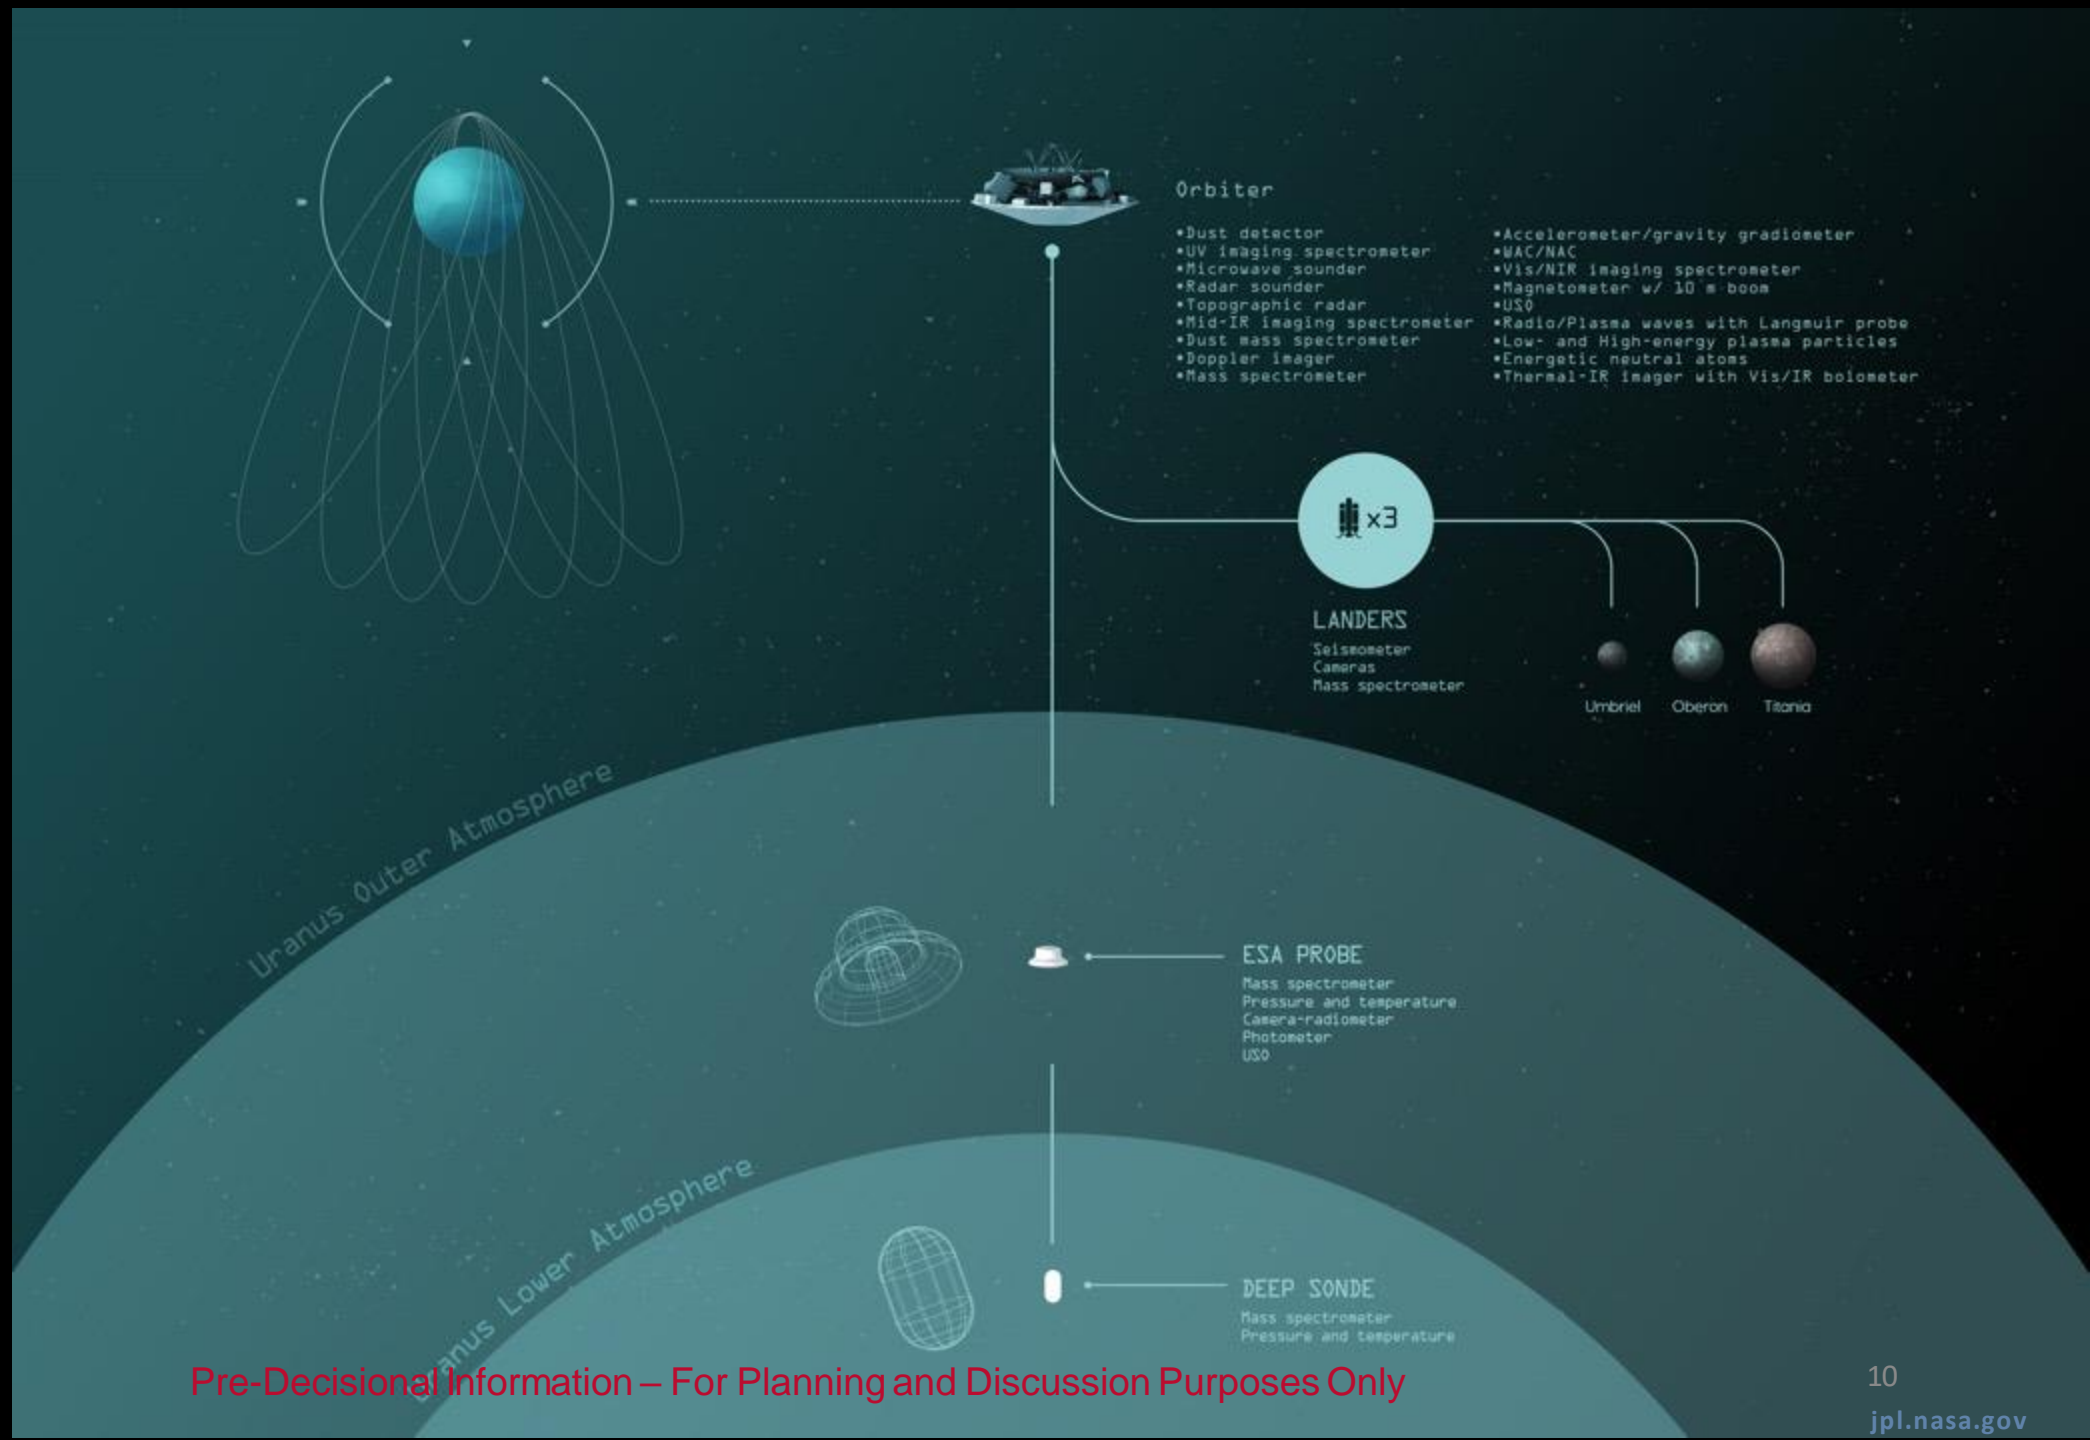 Orbiter
•Dust detector
•UV imaging spectrometer
•Microwave sounder
•Radar sounder
•Topographic radar
•Mid-IR imaging spectrometer
•Dust mass spectrometer
•Doppler imager
•Mass spectrometer
•Accelerometer/gravity gradiometer
•WAC/NAC
•Vis/NIR imaging spectrometer
•Magnetometer w/ 10 m boom
•USO
•Radio/Plasma waves with Langmuir probe
•Low- and High-energy plasma particles
•Energetic neutral atoms
•Thermal-IR imager with Vis/IR bolometer
x3
LANDERS
Seismometer
Cameras
Mass spectrometer
Umbriel
Oberon
Titania
Uranus Outer Atmosphere
ESA PROBE
Mass spectrometer
Pressure and temperature
Camera-radiometer
Photometer
USO
Uranus Lower Atmosphere
DEEP SONDE
Mass spectrometer
Pressure and temperature
Pre-Decisional Information – For Planning and Discussion Purposes Only
10
jpl.nasa.gov